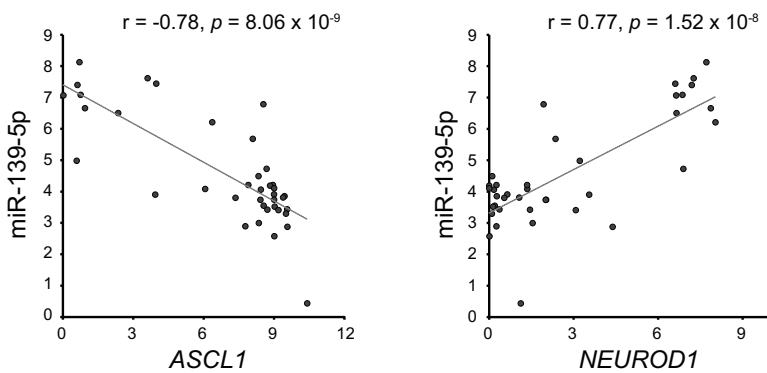 r = -0.78, p = 8.06 x 10-9
9
8
7
6
5
4
3
2
1
0
miR-139-5p
0 3 6 9 12
ASCL1
r = 0.77, p = 1.52 x 10-8
9
8
7
6
5
4
3
2
1
0
miR-139-5p
0 3 6 9
NEUROD1